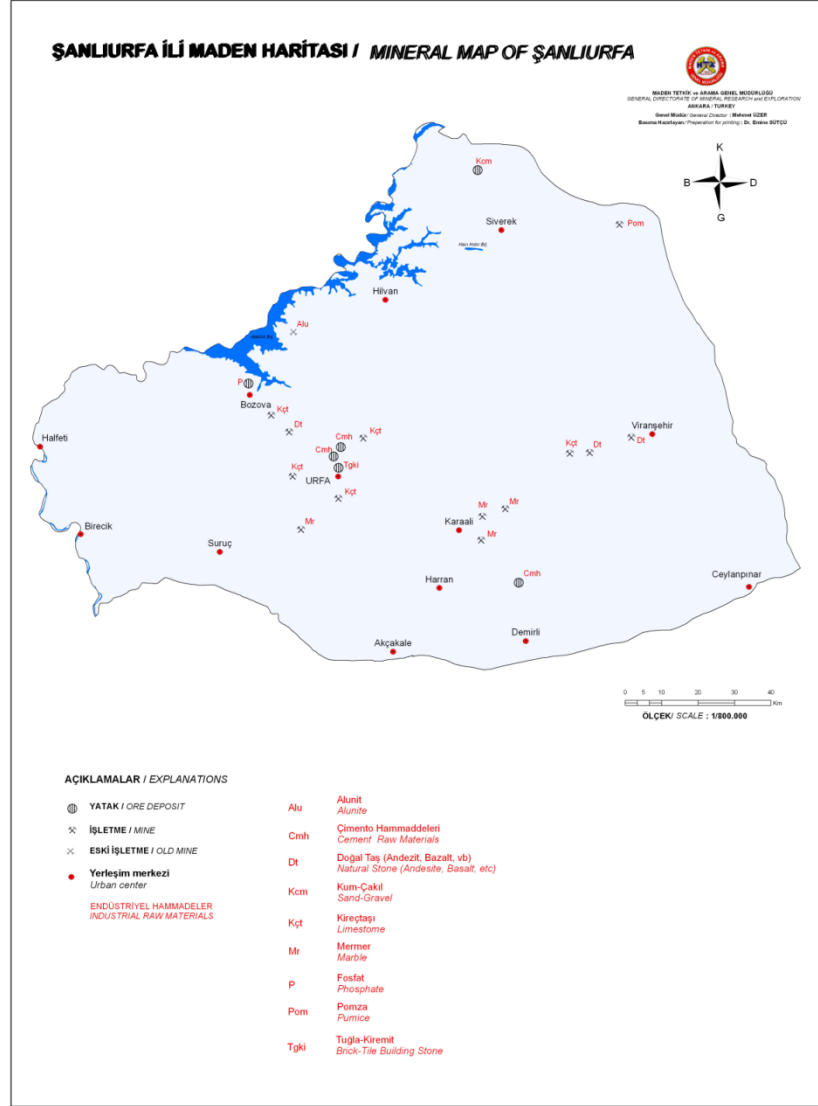 ŞANLIURFA İLİ MADEN HARİTASI / MINERAL MAP OF ŞANLIURFA
MADEN TETKİK ve ARAMA GENEL MÜDÜRLÜĞÜ
GENERAL DIRECTORATE OF MINERAL RESEARCH and EXPLORATION
ANKARA / TURKEY
Genel Müdür/ General Director : Mehmet ÜZER
Basıma Hazırlayan/ Preparation for printing : Dr. Emine SÜTÇÜ
K
B D
G
Kcm
Siverek
Pom
Hilvan
Alu
P
Bozova
Kçt
Dt
Kçt
Cmh
Cmh
Tgki
Kçt
URFA
Kçt
Mr
Viranşehir
Kçt
Dt
Dt
Halfeti
Birecik
Suruç
Mr
Mr
Karaali
Mr
Cmh
Harran
Ceylanpınar
Demirli
Akçakale
0 5 10 20 30 40
Km
ÖLÇEK/ SCALE : 1/800.000
AÇIKLAMALAR / EXPLANATIONS
YATAK / ORE DEPOSIT
İŞLETME / MINE
ESKİ İŞLETME / OLD MINE
Yerleşim merkezi
Urban center
ENDÜSTRİYEL HAMMADELER
INDUSTRIAL RAW MATERIALS
Alu Alunit
Alunite
Cmh Çimento Hammaddeleri
Cement Raw Materials
Dt Doğal Taş (Andezit, Bazalt, vb)
Natural Stone (Andesite, Basalt, etc)
Kcm Kum-Çakıl
Sand-Gravel
Kçt Kireçtaşı
Limestome
Mr Mermer
Marble
P Fosfat
Phosphate
Pom Pomza
Pumice
Tgki Tuğla-Kiremit
Brick-Tile Building Stone